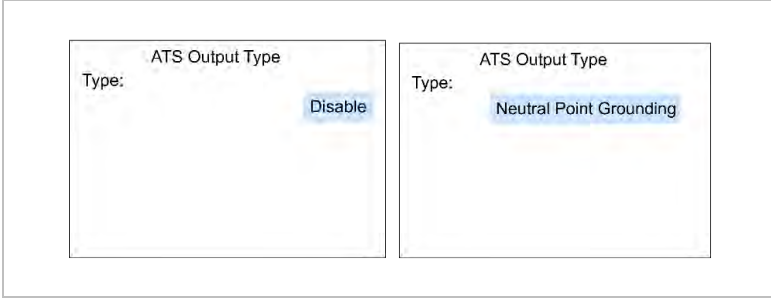 ATS Output Type
Type:
Disable
ATS Output Type
Type:
Neutral Point Grounding